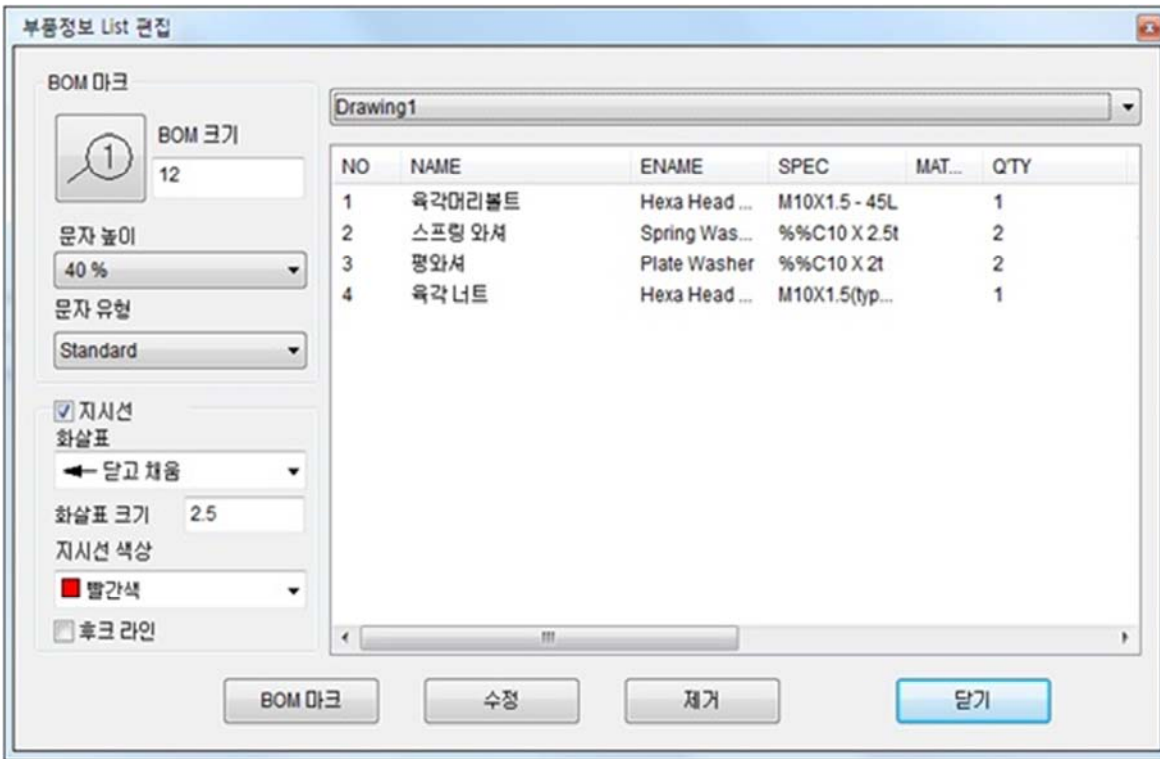 부품정보 List 편집
BOM 마크
1
BOM 크기
12
문자 높이
40 %
문자 유형
Standard
지시선
화살표
닫고 채움
화살표 크기 2.5
지시선 색상
빨간색
후크 라인
Drawing1
NO NAME ENAME SPEC MAT... Q'TY
1 육각머리볼트 Hexa Head ... M10X1.5 - 45L 1
2 스프링 와셔 Spring Was... %%C10 X 2.5t 2
3 평와셔 Plate Washer %%C10 X 2t 2
4 육각 너트 Hexa Head ... M10X1.5(typ... 1
BOM 마크 수정 제거 닫기